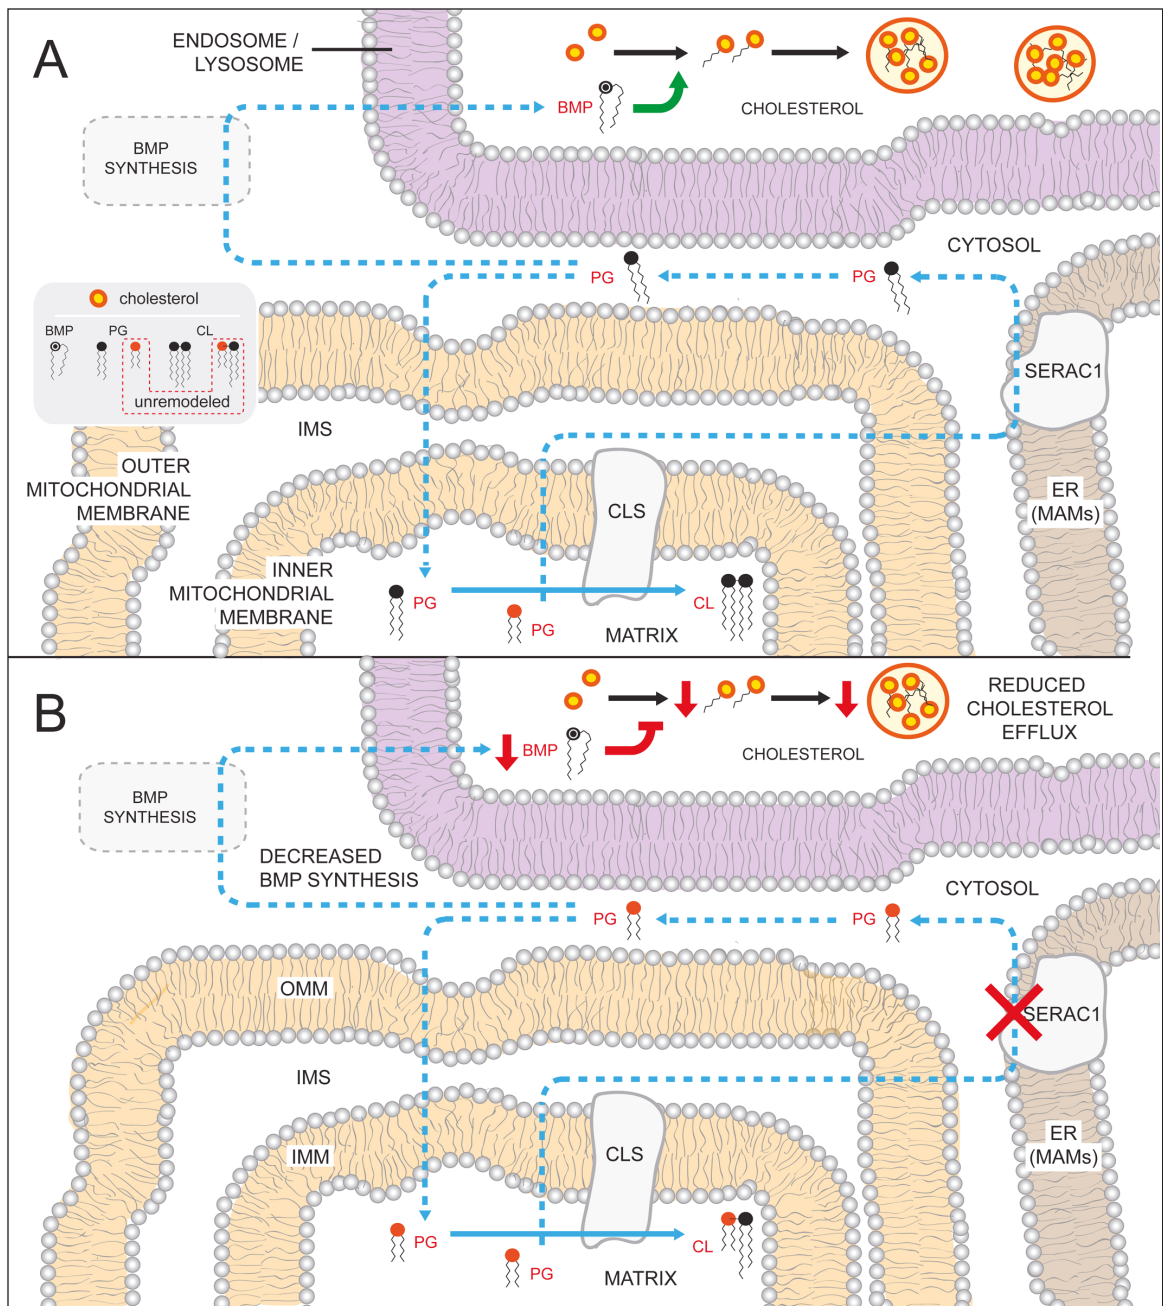 A
ENDOSOME /
LYSOSOME
BMP
CHOLESTEROL
BMP
SYNTHESIS
CYTOSOL
PG
PG
cholesterol
BMP
PG
CL
unremodeled
SERAC1
IMS
OUTER
MITOCHONDRIAL
MEMBRANE
CLS
ER
(MAMs)
INNER
MITOCHONDRIAL
MEMBRANE
PG
PG
CL
MATRIX
B
REDUCED
CHOLESTEROL
EFFLUX
BMP
CHOLESTEROL
BMP
SYNTHESIS
DECREASED
BMP SYNTHESIS
CYTOSOL
PG
PG
OMM
SERAC1
IMS
IMM
CLS
ER
(MAMs)
PG
PG
CL
MATRIX